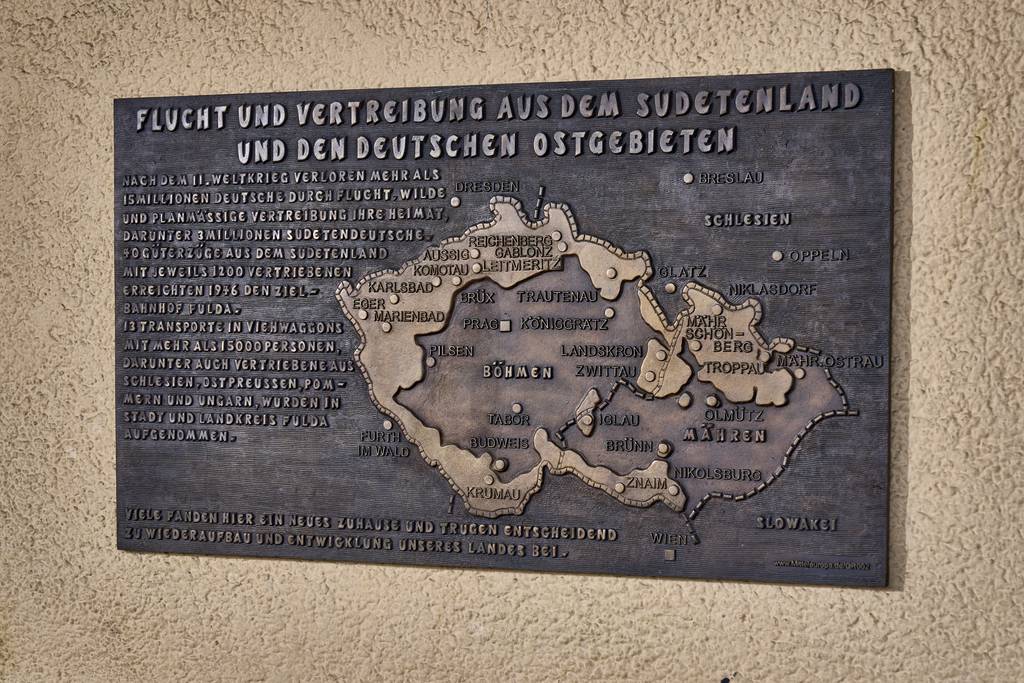 FLUCHT UND VERTREIBUNG AUS DEM SUDETENLAND
UND DEN DEUTSCHEN OSTGEBIETEN
NACH DEM II. WELTKRIEG VERLOREN MEHR ALS
15 MILLIONEN DEUTSCHE DURCH FLUCHT, WILDE
UND PLANMÄSSIGE VERTREIBUNG IHRE HEIMAT,
DARUNTER 3 MILLIONEN SUDETENDEUTSCHE.
40 GÜTERZÜGE AUS DEM SUDETENLAND
MIT JEWEILS 1200 VERTRIEBENEN
ERREICHTEN 1946 DEN ZIEL-
BAHNHOF FULDA.
13 TRANSPORTE IN VIEHWAGGONS
MIT MEHR ALS 15000 PERSONEN,
DARUNTER AUCH VERTRIEBENE AUS
SCHLESIEN, OSTPREUSSEN, POM-
MERN UND UNGARN, WURDEN IN
STADT UND LANDKREIS FULDA
AUFGENOMMEN.
DRESDEN
BRESLAU
SCHLESIEN
REICHENBERG
GABLONZ
AUSSIG
LEITMERITZ
KOMOTAU
OPPELN
GLATZ
KARLSBAD
NIKLASDORF
BRÜX
TRAUTENAU
EGER
MARIENBAD
PRAG
KÖNIGGRÄTZ
MÄHR
SCHÖN-
BERG
PILSEN
LANDSKRON
MÄHR.OSTRAU
BÖHMEN
ZWITTAU
TROPPAU
TABOR
IGLAU
OLMÜTZ
MÄHREN
FURTH
IM WALD
BUDWEIS
BRÜNN
NIKOLSBURG
KRUMAU
ZNAIM
SLOWAKEI
WIEN
VIELE FANDEN HIER EIN NEUES ZUHAUSE UND TRUGEN ENTSCHEIDEND
ZU WIEDERAUFBAU UND ENTWICKLUNG UNSERES LANDES BEI.